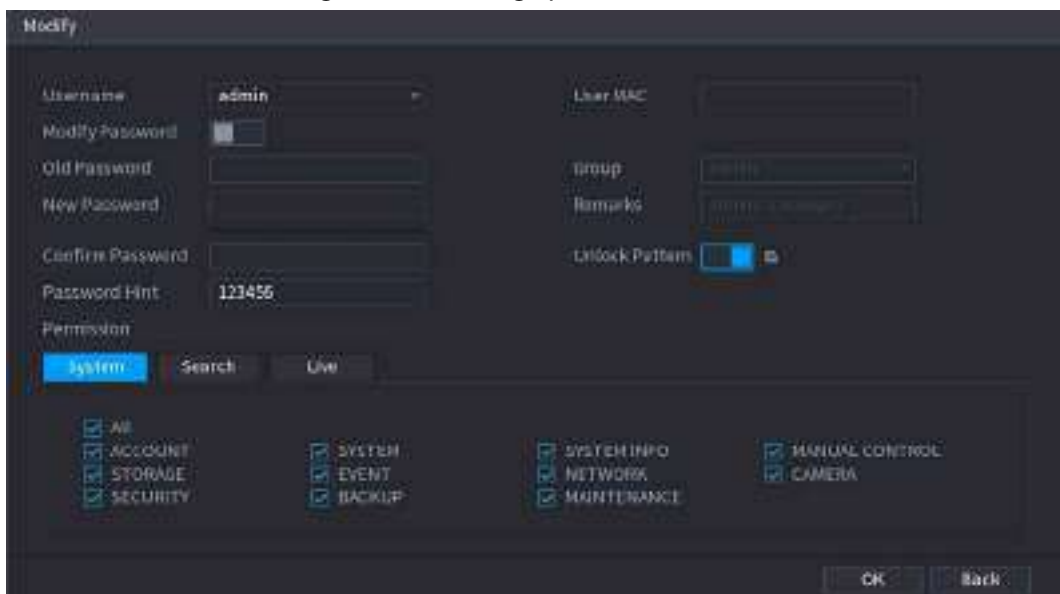 Modify
Username admin User MAC
Modify Password
Old Password Group
New Password Remarks
Confirm Password Unlock Pattern
Password Hint 123456
Permission
System Search Live
All
ACCOUNT SYSTEM SYSTEM INFO MANUAL CONTROL
STORAGE EVENT NETWORK CAMERA
SECURITY BACKUP MAINTENANCE
OK Back